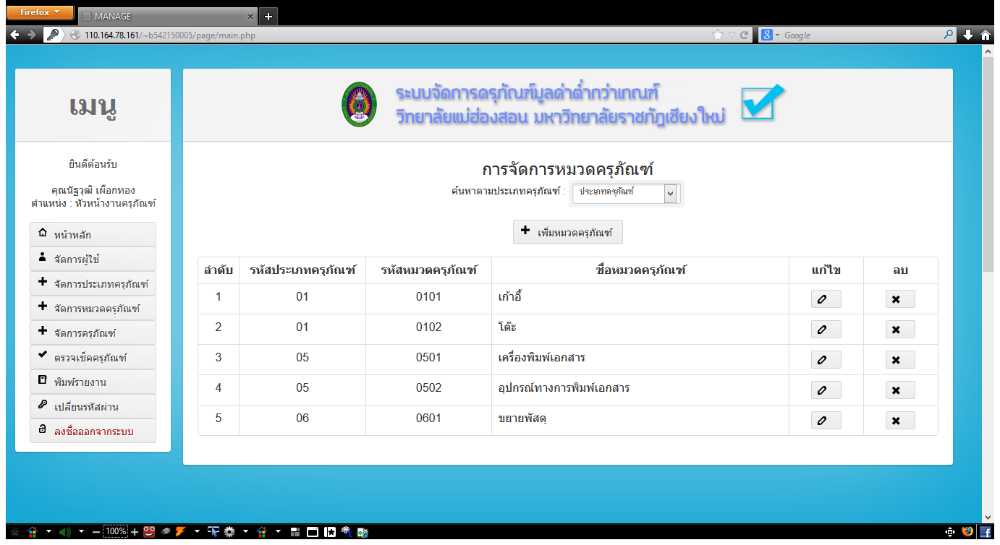 Firefox
MANAGE
110.164.78.161/~b542150005/page/main.php
Google
เมนู
ยินดีต้อนรับ
คุณนัฐวุฒิ เผือกทอง
ตำแหน่ง : หัวหน้างานครุภัณฑ์
หน้าหลัก
จัดการผู้ใช้
จัดการประเภทครุภัณฑ์
จัดการหมวดครุภัณฑ์
จัดการครุภัณฑ์
ตรวจเช็คครุภัณฑ์
พิมพ์รายงาน
เปลี่ยนรหัสผ่าน
ลงชื่อออกจากระบบ
ระบบจัดการครุภัณฑ์มูลค่าต่ำกว่าเกณฑ์
วิทยาลัยแม่ฮ่องสอน มหาวิทยาลัยราชภัฏเชียงใหม่
การจัดการหมวดครุภัณฑ์
ค้นหาตามประเภทครุภัณฑ์ : ประเภทครุภัณฑ์
เพิ่มหมวดครุภัณฑ์
ลำดับ รหัสประเภทครุภัณฑ์ รหัสหมวดครุภัณฑ์ ชื่อหมวดครุภัณฑ์ แก้ไข ลบ
1 01 0101 เก้าอี้
2 01 0102 โต๊ะ
3 05 0501 เครื่องพิมพ์เอกสาร
4 05 0502 อุปกรณ์ทางการพิมพ์เอกสาร
5 06 0601 ขยายพัสดุ
100%